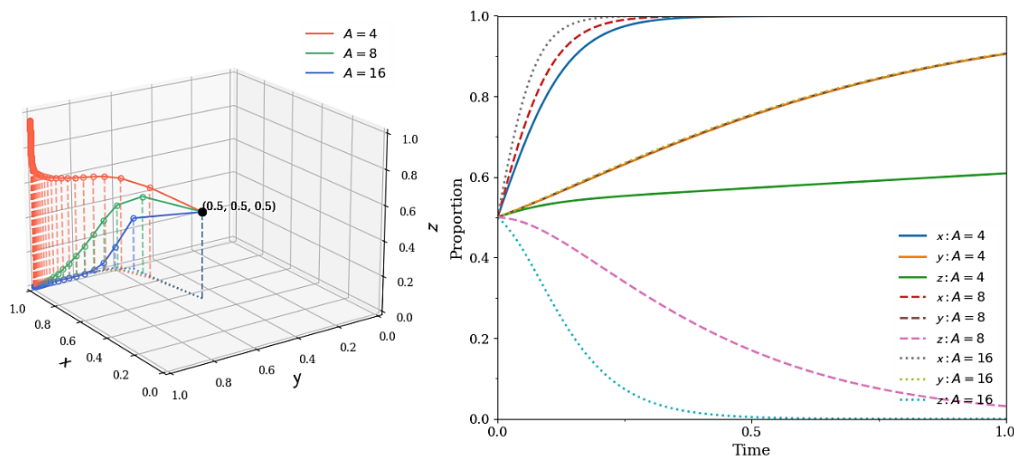 A = 4
A = 8
A = 16
(0.5, 0.5, 0.5)
1.0
0.8
0.6
0.4
0.2
0.0
z
1.0
0.8
0.6
0.4
0.2
0.0
x
1.0
0.8
0.6
0.4
0.2
0.0
y
1.0
0.8
0.6
0.4
0.2
0.0
Proportion
0.0
0.5
1.0
Time
x: A = 4
y: A = 4
z: A = 4
x: A = 8
y: A = 8
z: A = 8
x: A = 16
y: A = 16
z: A = 16